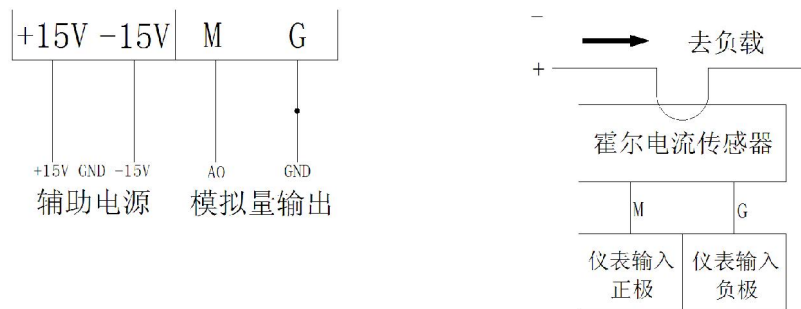 +15V -15V M G
+15V GND -15V AO GND
辅助电源 模拟量输出
−
去负载
+
霍尔电流传感器
M G
仪表输入 仪表输入
正极 负极